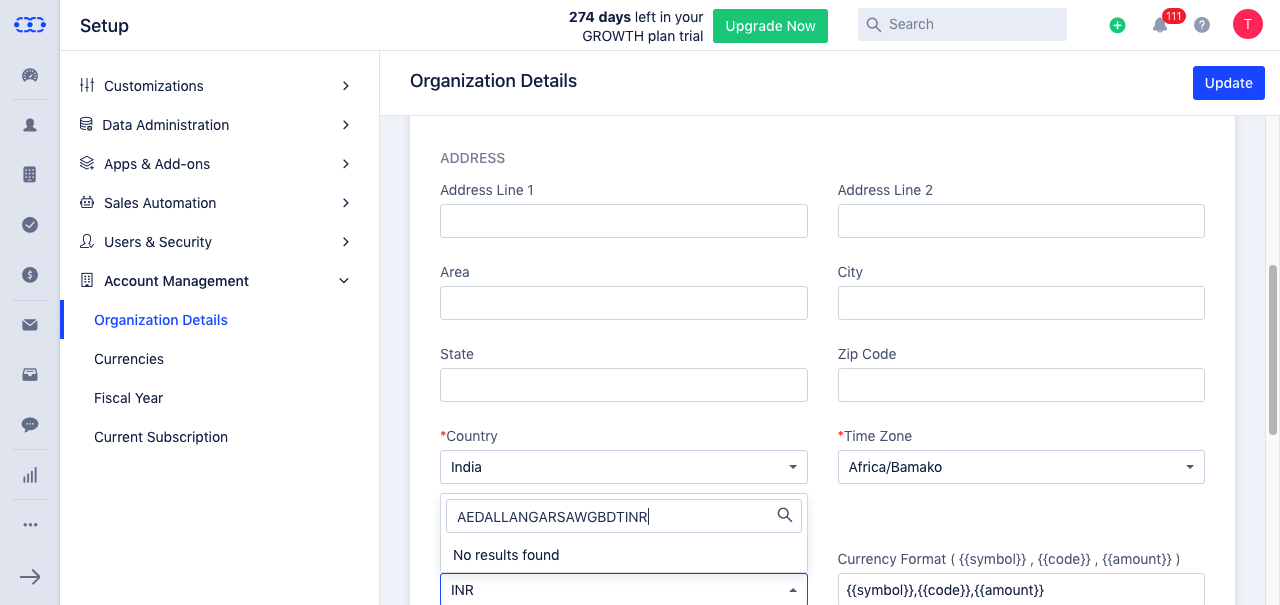 Setup
274 days left in your
GROWTH plan trial
Upgrade Now
Search
111
T
Customizations
Data Administration
Apps & Add-ons
Sales Automation
Users & Security
Account Management
Organization Details
Currencies
Fiscal Year
Current Subscription
Organization Details
Update
ADDRESS
Address Line 1
Address Line 2
Area
City
State
Zip Code
*Country
*Time Zone
India
Africa/Bamako
AEDALLANGARSAWGBDTINR
No results found
Currency Format ( {{symbol}} , {{code}} , {{amount}} )
INR
{{symbol}},{{code}},{{amount}}